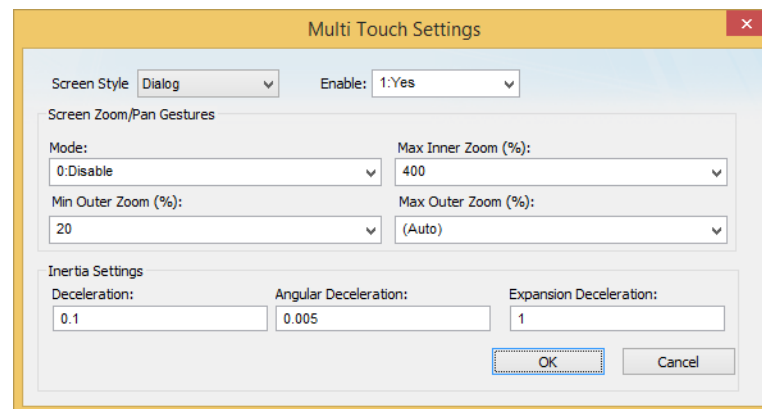 Multi Touch Settings
Screen Style Dialog Enable: 1:Yes
Screen Zoom/Pan Gestures
Mode: Max Inner Zoom (%):
0:Disable 400
Min Outer Zoom (%): Max Outer Zoom (%):
20 (Auto)
Inertia Settings
Deceleration: Angular Deceleration: Expansion Deceleration:
0.1 0.005 1
OK Cancel